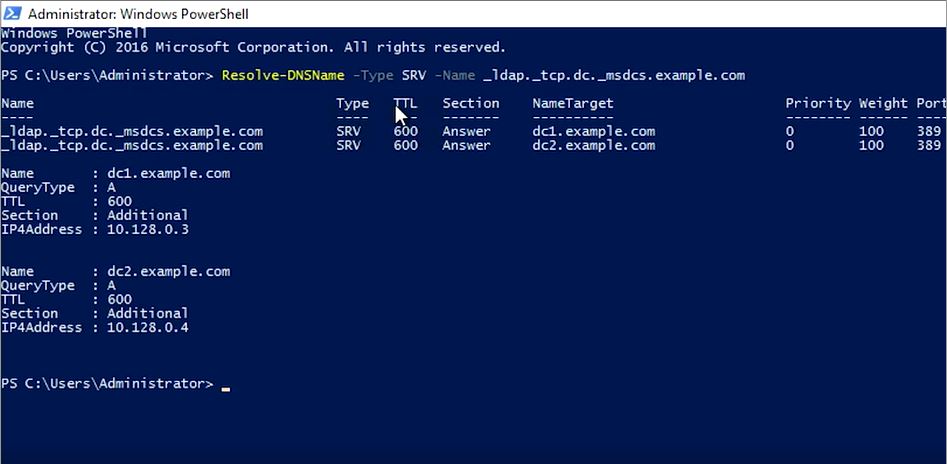 Administrator: Windows PowerShell
Windows PowerShell
Copyright (C) 2016 Microsoft Corporation. All rights reserved.
PS C:\Users\Administrator> Resolve-DNSName -Type SRV -Name _ldap._tcp.dc._msdcs.example.com
Name Type TTL Section NameTarget Priority Weight Port
---- ---- --- ------- ---------- -------- ------ ----
_ldap._tcp.dc._msdcs.example.com SRV 600 Answer dc1.example.com 0 100 389
_ldap._tcp.dc._msdcs.example.com SRV 600 Answer dc2.example.com 0 100 389
Name : dc1.example.com
QueryType : A
TTL : 600
Section : Additional
IP4Address : 10.128.0.3
Name : dc2.example.com
QueryType : A
TTL : 600
Section : Additional
IP4Address : 10.128.0.4
PS C:\Users\Administrator> _